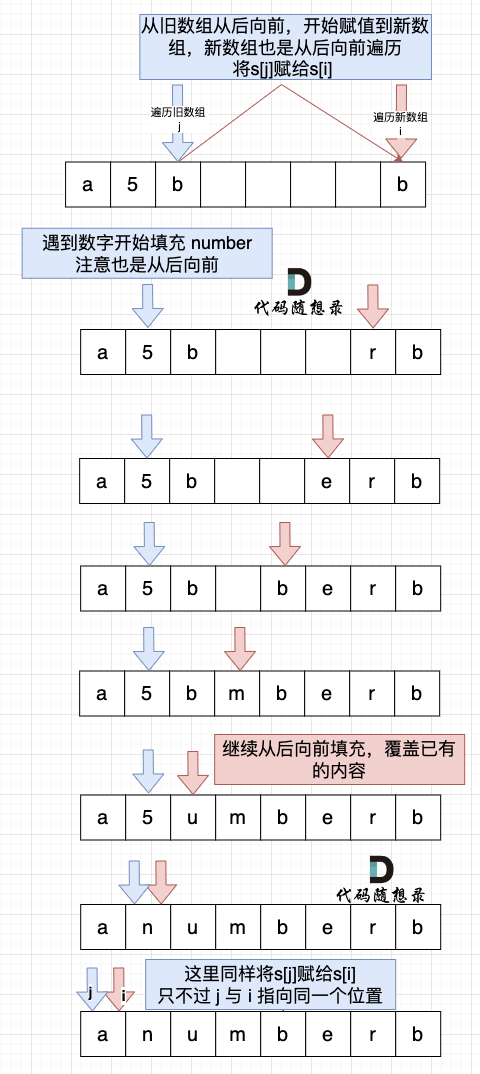 从旧数组从后向前，开始赋值到新数
组，新数组也是从后向前遍历
将s[j]赋给s[i]
遍历旧数组
j
遍历新数组
i
a 5 b b
遇到数字开始填充 number
注意也是从后向前
代码随想录
a 5 b r b
a 5 b e r b
a 5 b b e r b
a 5 b m b e r b
继续从后向前填充，覆盖已有
的内容
a 5 u m b e r b
代码随想录
a n u m b e r b
这里同样将s[j]赋给s[i]
只不过 j 与 i 指向同一个位置
j i
a n u m b e r b